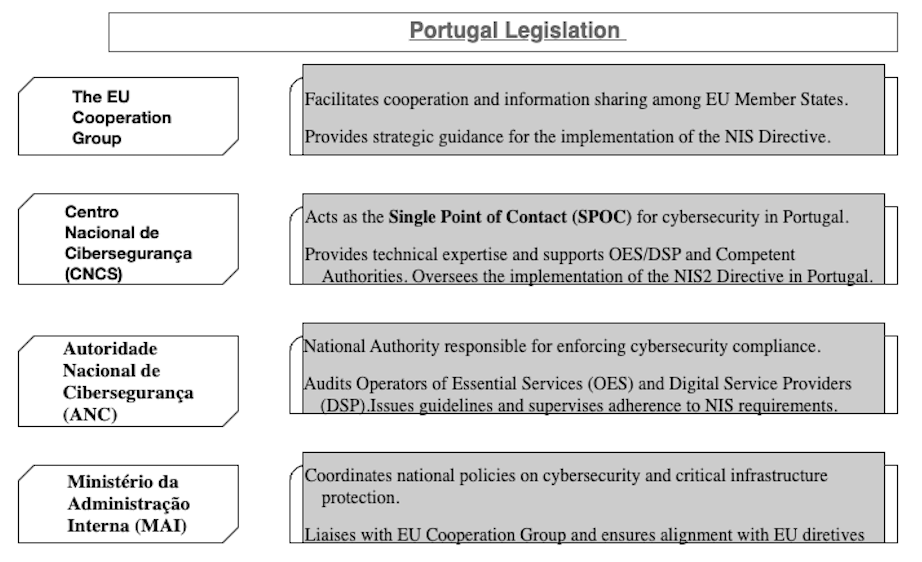 Portugal Legislation
The EU
Cooperation
Group
Facilitates cooperation and information sharing among EU Member States.
Provides strategic guidance for the implementation of the NIS Directive.
Centro
Nacional de
Cibersegurança
(CNCS)
Acts as the Single Point of Contact (SPOC) for cybersecurity in Portugal.
Provides technical expertise and supports OES/DSP and Competent
Authorities. Oversees the implementation of the NIS2 Directive in Portugal.
Autoridade
Nacional de
Cibersegurança
(ANC)
National Authority responsible for enforcing cybersecurity compliance.
Audits Operators of Essential Services (OES) and Digital Service Providers
(DSP).Issues guidelines and supervises adherence to NIS requirements.
Ministério da
Administração
Interna (MAI)
Coordinates national policies on cybersecurity and critical infrastructure
protection.
Liaises with EU Cooperation Group and ensures alignment with EU diretives